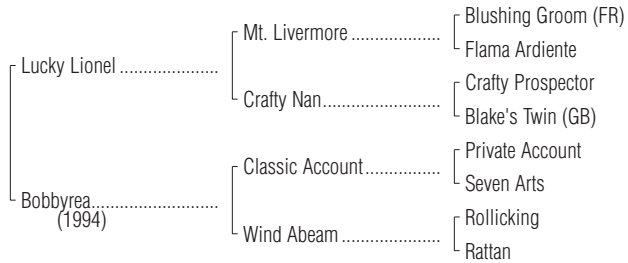 Blushing Groom (FR)
Mt. Livermore ..................
Flama Ardiente
Lucky Lionel .....................
Crafty Prospector
Crafty Nan.........................
Blake's Twin (GB)
Private Account
Classic Account................
Seven Arts
Bobbyrea...........................
(1994)
Rollicking
Wind Abeam .....................
Rattan